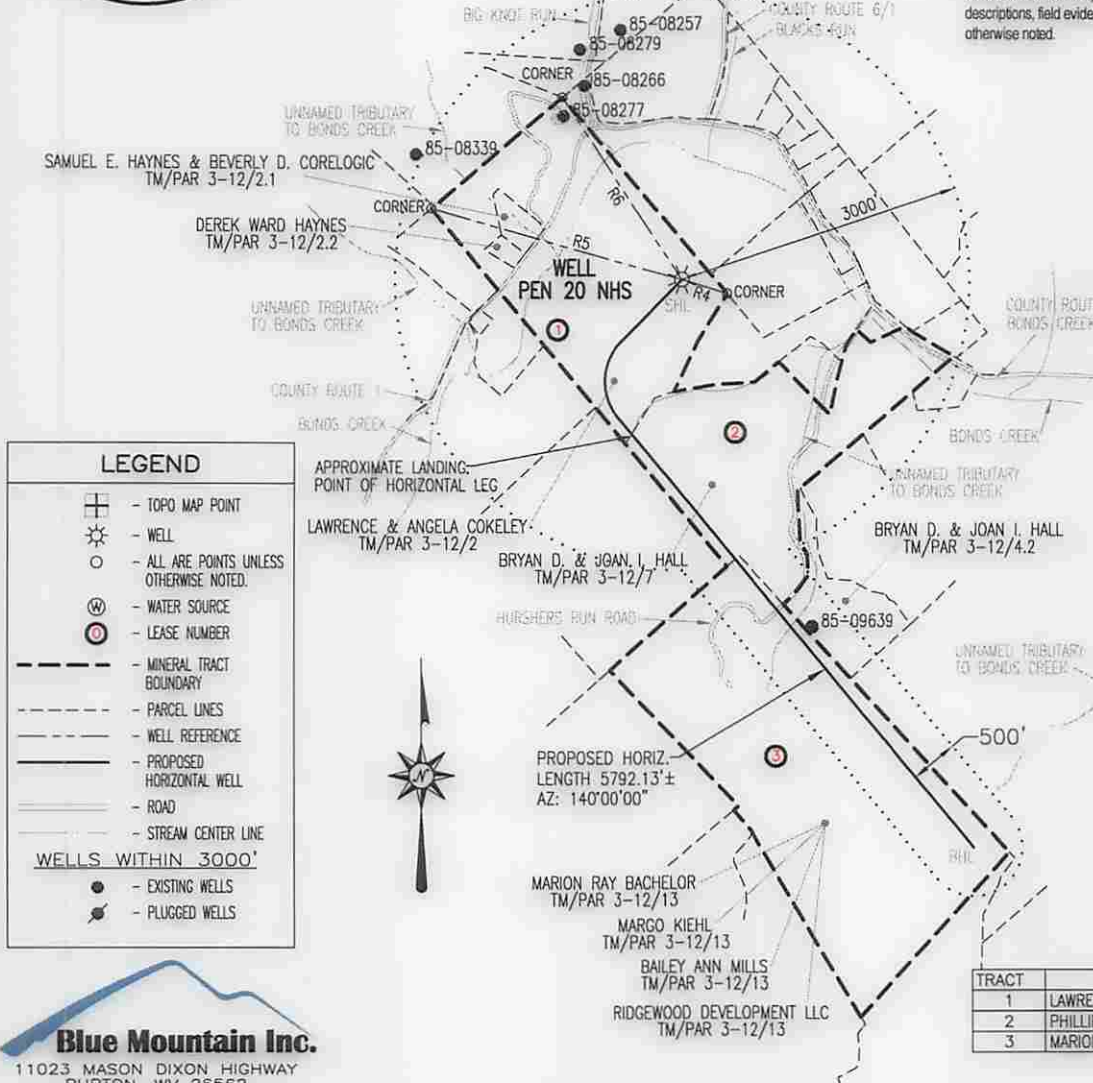 descriptions, field evide
otherwise noted.
BIG KNOT RUN
COUNTY ROUTE 6/1
BLACKS RUN
85-08257
85-08279
CORNER
85-08266
85-08277
UNNAMED TRIBUTARY
TO BONDS CREEK
85-08339
SAMUEL E. HAYNES & BEVERLY D. CORELOGIC
TM/PAR 3-12/2.1
CORNER
DEREK WARD HAYNES
TM/PAR 3-12/2.2
R6
R5
3000'
WELL
PEN 20 NHS
R4
CORNER
SHL
UNNAMED TRIBUTARY
TO BONDS CREEK
COUNTY ROUT
BONDS CREEK
1
COUNTY ROUTE 1
BONDS CREEK
2
BONDS CREEK
APPROXIMATE LANDING
POINT OF HORIZONTAL LEG
UNNAMED TRIBUTARY
TO BONDS CREEK
LAWRENCE & ANGELA COKELEY
TM/PAR 3-12/2
BRYAN D. & JOAN I. HALL
TM/PAR 3-12/4.2
BRYAN D. & JOAN I. HALL
TM/PAR 3-12/7
HURSHERS RUN ROAD
85-09639
UNNAMED TRIBUTARY
TO BONDS CREEK
500'
3
PROPOSED HORIZ.
LENGTH 5792.13'±
AZ: 140°00'00"
BHL
MARION RAY BACHELOR
TM/PAR 3-12/13
MARGO KIEHL
TM/PAR 3-12/13
BAILEY ANN MILLS
TM/PAR 3-12/13
RIDGEWOOD DEVELOPMENT LLC
TM/PAR 3-12/13
N
LEGEND
- TOPO MAP POINT
- WELL
- ALL ARE POINTS UNLESS
OTHERWISE NOTED.
W - WATER SOURCE
0 - LEASE NUMBER
- MINERAL TRACT
BOUNDARY
- PARCEL LINES
- WELL REFERENCE
- PROPOSED
HORIZONTAL WELL
- ROAD
- STREAM CENTER LINE
WELLS WITHIN 3000'
- EXISTING WELLS
- PLUGGED WELLS
Blue Mountain Inc.
11023 MASON DIXON HIGHWAY
BURTON, WV 26562
TRACT
1 LAWRE
2 PHILLI
3 MARIO